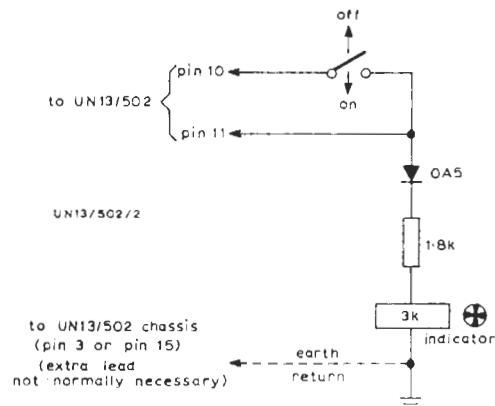 off
pin 10
to UN13/502
on
pin 11
OA5
UN13/502/2
1·8k
3k
indicator
to UN13/502 chassis
(pin 3 or pin 15)
(extra lead
not normally necessary)
earth
return